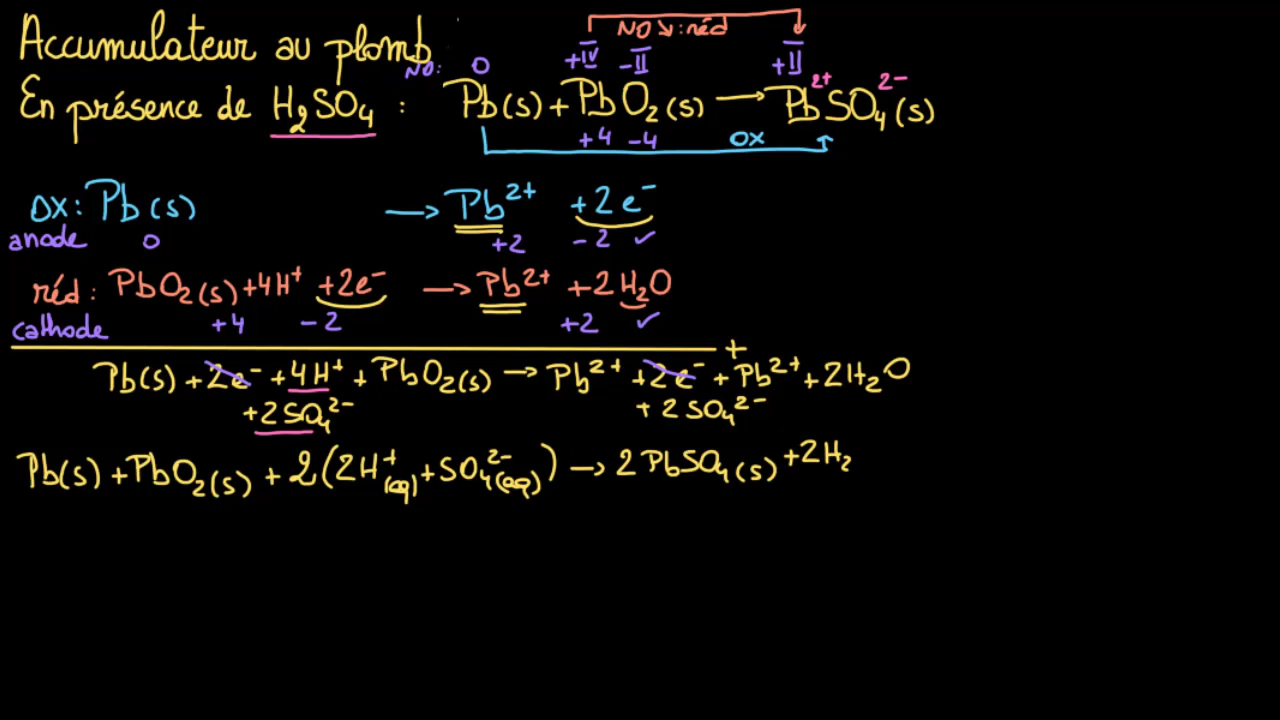 Accumulateur au plomb
NO↘: réd
NO: 0 +IV -II +II
En présence de H₂SO₄ : Pb(s) + PbO₂(s) → Pb²⁺SO₄²⁻(s)
+4 -4 ox
OX: Pb(s) → Pb²⁺ +2e⁻
anode 0 +2 -2 ✓
réd: PbO₂(s)+4H⁺ +2e⁻ → Pb²⁺ +2H₂O
cathode +4 -2 +2 ✓
+
Pb(s) +2e⁻ +4H⁺ +PbO₂(s) → Pb²⁺ +2e⁻ +Pb²⁺ +2H₂O
+2SO₄²⁻ + 2SO₄²⁻
Pb(s)+PbO₂(s) + 2(2H⁺(aq)+SO₄²⁻(aq)) → 2PbSO₄(s) +2H₂